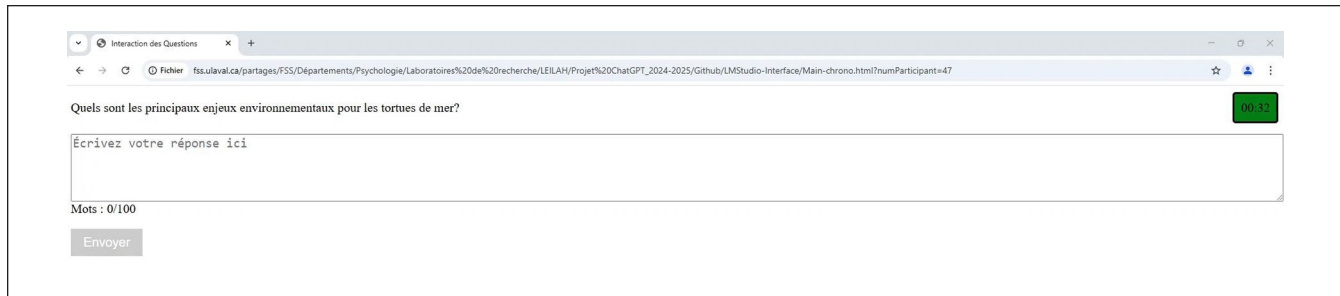 Interaction des Questions
Fichier fss.ulaval.ca/partages/FSS/Départements/Psychologie/Laboratoires%20de%20recherche/LEILAH/Projet%20ChatGPT_2024-2025/Github/LMStudio-Interface/Main-chrono.html?numParticipant=47
Quels sont les principaux enjeux environnementaux pour les tortues de mer? 00:32
Écrivez votre réponse ici
Mots : 0/100
Envoyer